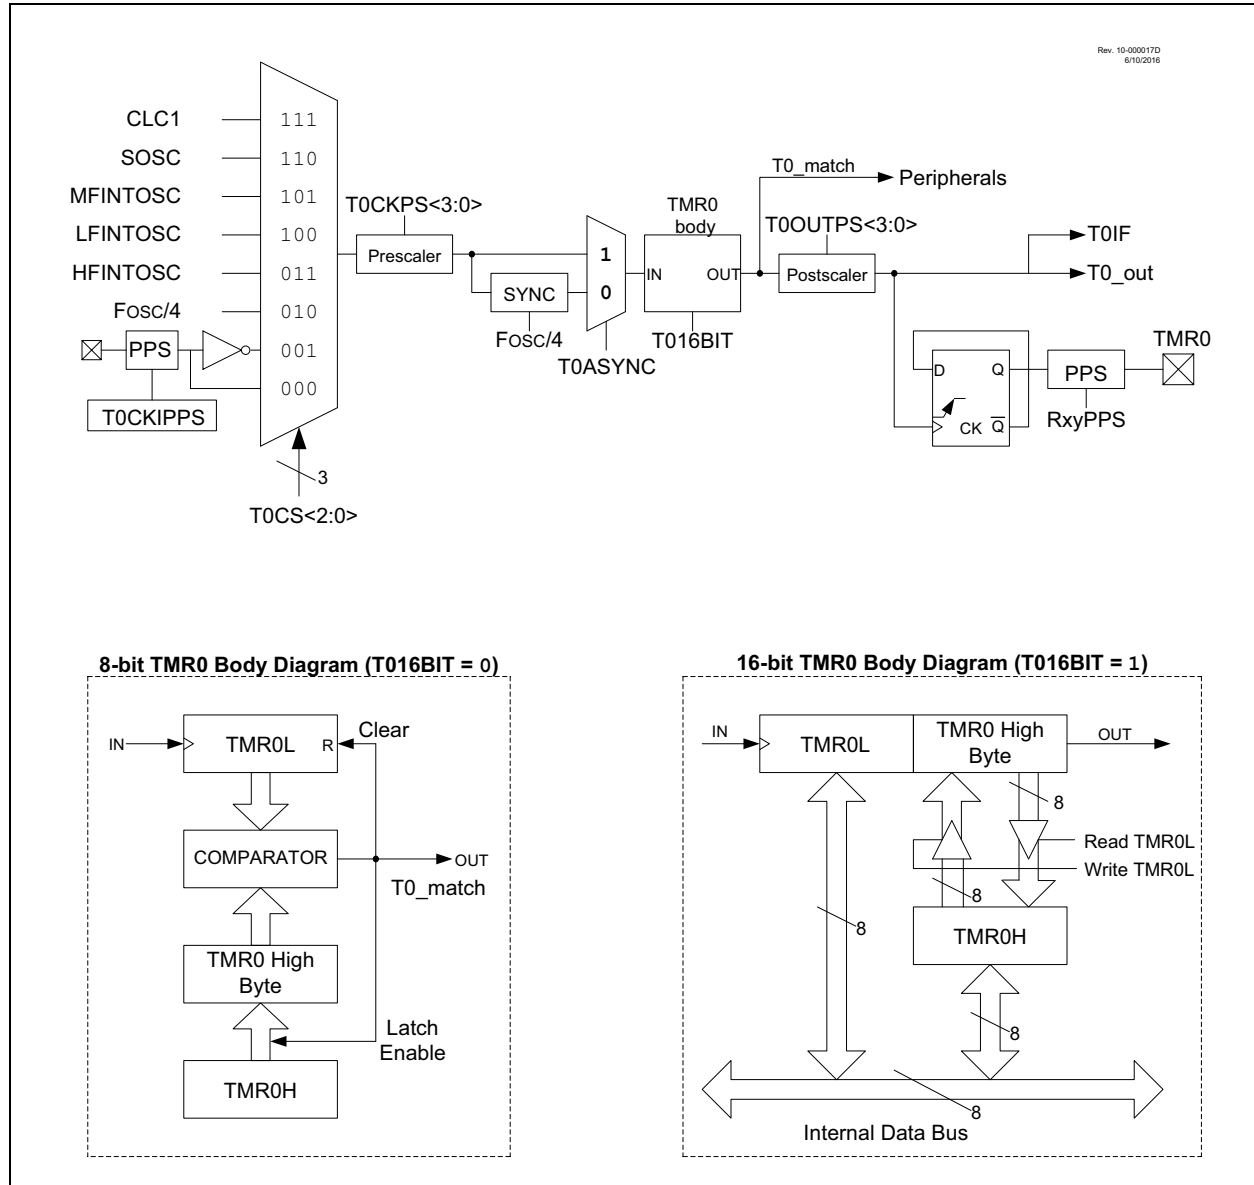 Rev. 10-000017D
6/10/2016
CLC1
111
SOSC
110
MFINTOSC
101
LFINTOSC
100
HFINTOSC
011
FOSC/4
010
PPS
001
000
T0CKIPPS
3
T0CS<2:0>
T0CKPS<3:0>
Prescaler
SYNC
FOSC/4
1
0
T0ASYNC
TMR0
body
IN
OUT
T016BIT
T0_match
Peripherals
T0OUTPS<3:0>
Postscaler
T0IF
T0_out
D
Q
CK
Q
PPS
RxyPPS
TMR0
8-bit TMR0 Body Diagram (T016BIT = 0)
IN
TMR0L
R
Clear
COMPARATOR
OUT
T0_match
TMR0 High
Byte
Latch
Enable
TMR0H
16-bit TMR0 Body Diagram (T016BIT = 1)
IN
TMR0L
TMR0 High
Byte
OUT
8
Read TMR0L
Write TMR0L
8
TMR0H
8
8
8
Internal Data Bus